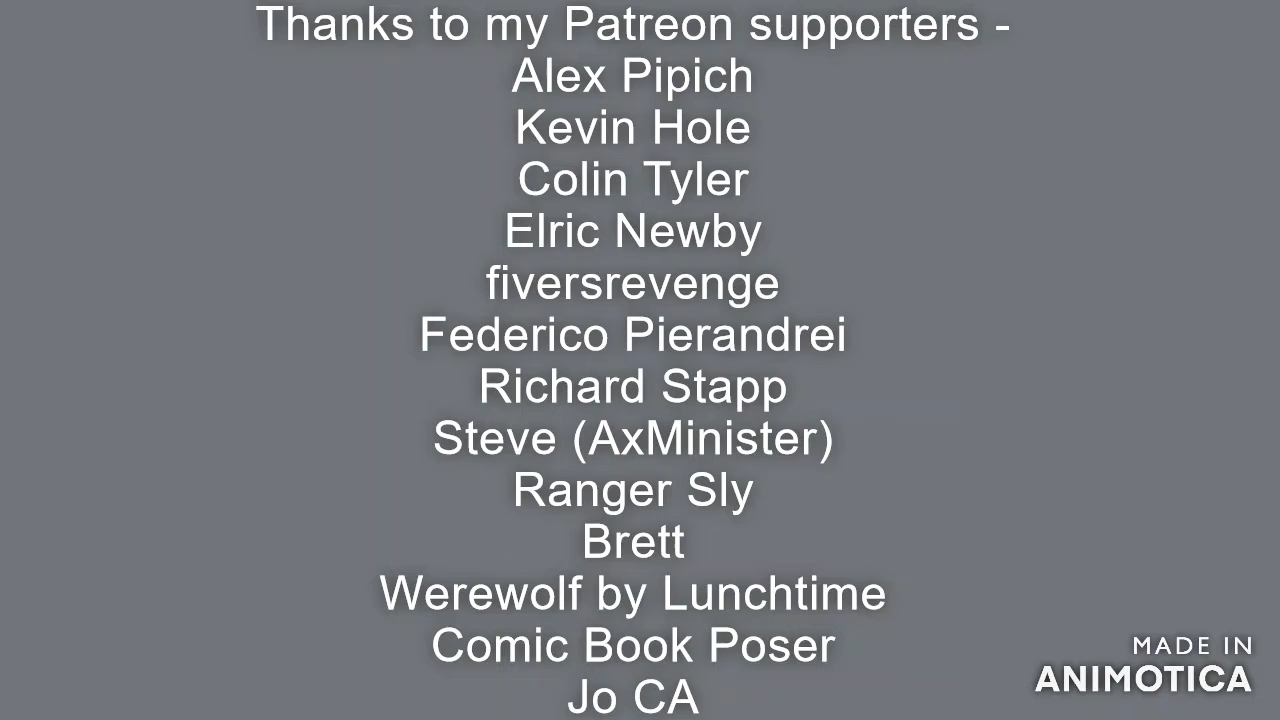 Thanks to my Patreon supporters -
Alex Pipich
Kevin Hole
Colin Tyler
Elric Newby
fiversrevenge
Federico Pierandrei
Richard Stapp
Steve (AxMinister)
Ranger Sly
Brett
Werewolf by Lunchtime
Comic Book Poser
Jo CA
MADE IN
ANIMOTICA